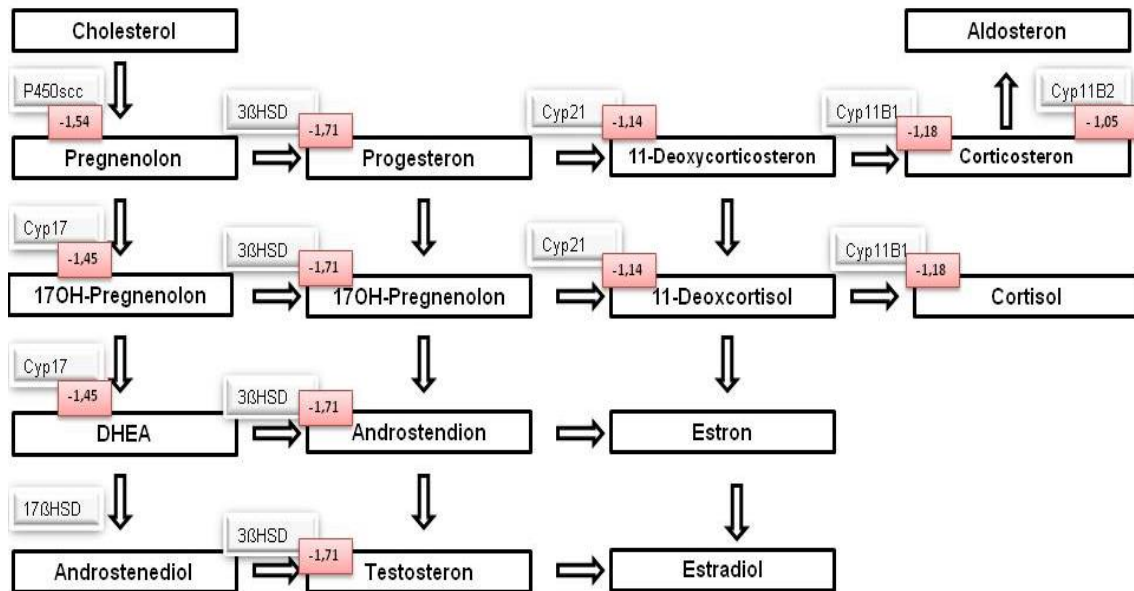 Cholesterol
Aldosteron
P450scc
-1,54
3ßHSD
-1,71
Cyp21
-1,14
Cyp11B1
-1,18
Cyp11B2
- 1,05
Pregnenolon
Progesteron
11-Deoxycorticosteron
Corticosteron
Cyp17
-1,45
3ßHSD
-1,71
Cyp21
-1,14
Cyp11B1
-1,18
17OH-Pregnenolon
17OH-Pregnenolon
11-Deoxcortisol
Cortisol
Cyp17
-1,45
3ßHSD
-1,71
DHEA
Androstendion
Estron
17ßHSD
3ßHSD
-1,71
Androstenediol
Testosteron
Estradiol